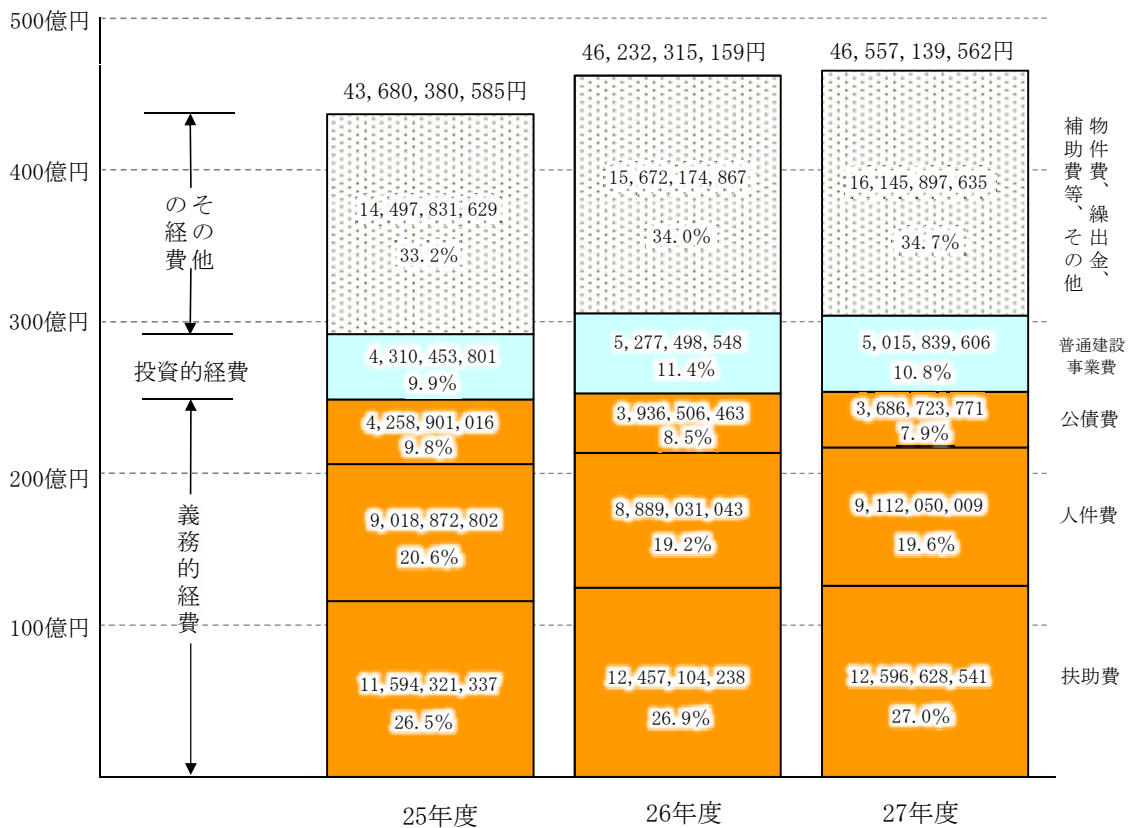 500億円
400億円
300億円
200億円
100億円
その他
の経費
投資的経費
義務的経費
43,680,380,585円
14,497,831,629
33.2%
4,310,453,801
9.9%
4,258,901,016
9.8%
9,018,872,802
20.6%
11,594,321,337
26.5%
25年度
46,232,315,159円
15,672,174,867
34.0%
5,277,498,548
11.4%
3,936,506,463
8.5%
8,889,031,043
19.2%
12,457,104,238
26.9%
26年度
46,557,139,562円
16,145,897,635
34.7%
5,015,839,606
10.8%
3,686,723,771
7.9%
9,112,050,009
19.6%
12,596,628,541
27.0%
27年度
物件費、繰出金、
補助費等、その他
普通建設
事業費
公債費
人件費
扶助費